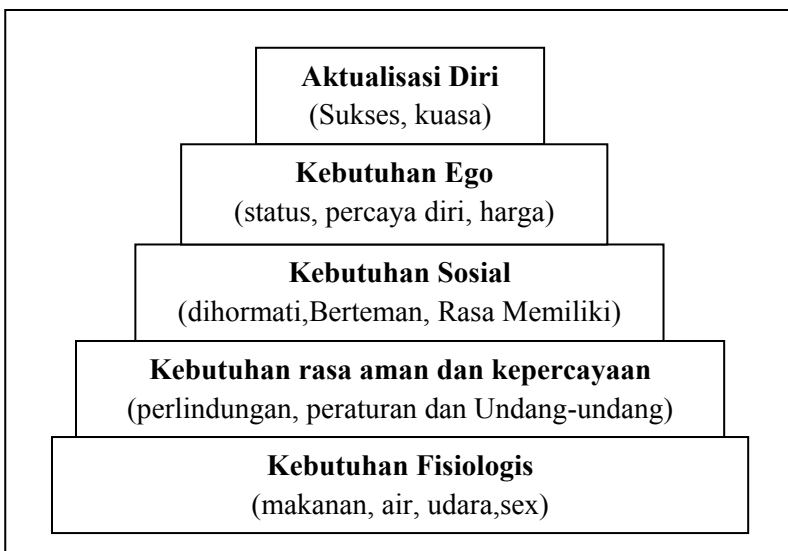 Aktualisasi Diri
(Sukses, kuasa)
Kebutuhan Ego
(status, percaya diri, harga)
Kebutuhan Sosial
(dihormati,Berteman, Rasa Memiliki)
Kebutuhan rasa aman dan kepercayaan
(perlindungan, peraturan dan Undang-undang)
Kebutuhan Fisiologis
(makanan, air, udara,sex)